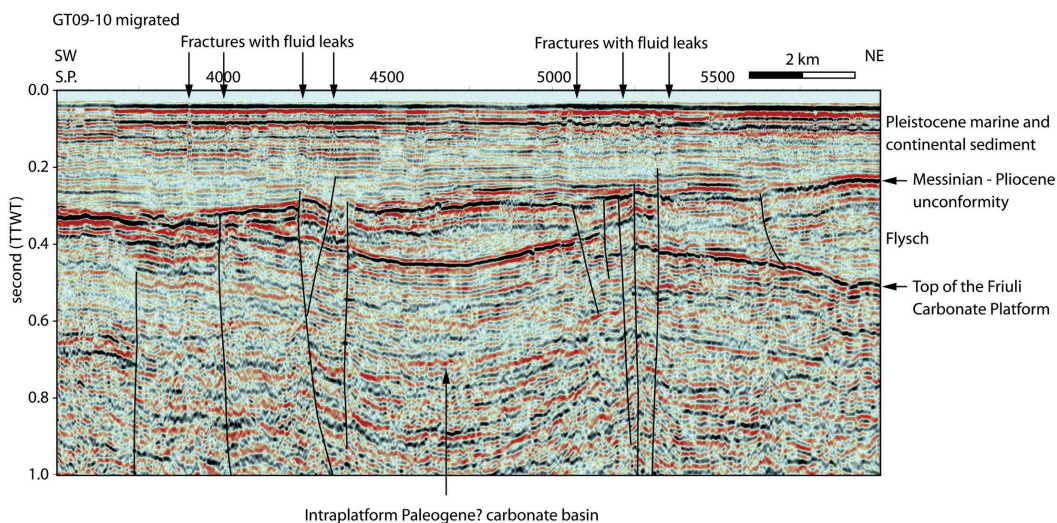 GT09-10 migrated
SW
Fractures with fluid leaks
Fractures with fluid leaks
2 km
NE
S.P.
4000
4500
5000
5500
0.0
0.2
0.4
0.6
0.8
1.0
second (TTWT)
Pleistocene marine and
continental sediment
Messinian - Pliocene
unconformity
Flysch
Top of the Friuli
Carbonate Platform
Intraplatform Paleogene? carbonate basin